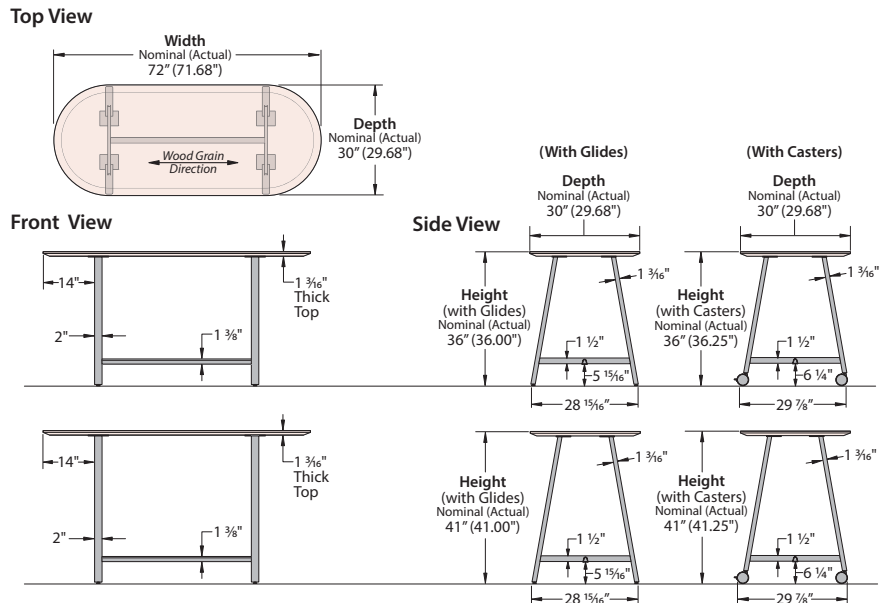 Top View
Width
Nominal (Actual)
72" (71.68")
Depth
Nominal (Actual)
30" (29.68")
Wood Grain
Direction
(With Glides)
Depth
Nominal (Actual)
30" (29.68")
(With Casters)
Depth
Nominal (Actual)
30" (29.68")
Front View
14"
1 3⁄16"
Thick
Top
2"
1 3⁄8"
Side View
Height
(with Glides)
Nominal (Actual)
36" (36.00")
1 3⁄16"
1 1⁄2"
5 15⁄16"
28 15⁄16"
Height
(with Casters)
Nominal (Actual)
36" (36.25")
1 3⁄16"
1 1⁄2"
6 1⁄4"
29 7⁄8"
14"
1 3⁄16"
Thick
Top
2"
1 3⁄8"
Height
(with Glides)
Nominal (Actual)
41" (41.00")
1 3⁄16"
1 1⁄2"
5 15⁄16"
28 15⁄16"
Height
(with Casters)
Nominal (Actual)
41" (41.25")
1 3⁄16"
1 1⁄2"
6 1⁄4"
29 7⁄8"